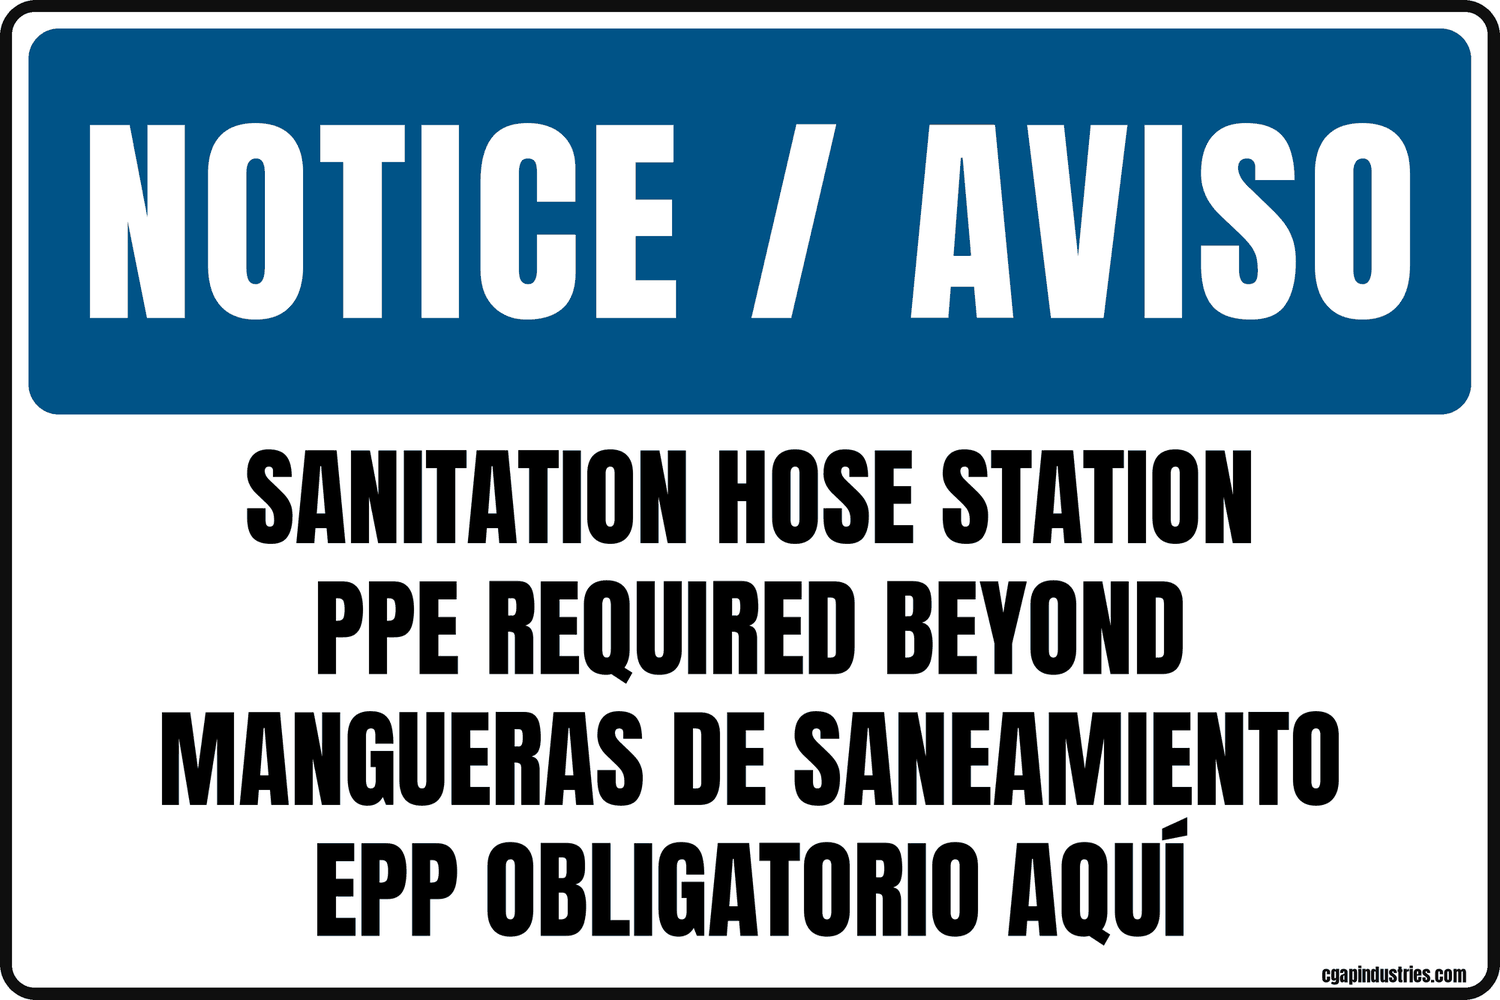 NOTICE / AVISO
SANITATION HOSE STATION
PPE REQUIRED BEYOND
MANGUERAS DE SANEAMIENTO
EPP OBLIGATORIO AQUÍ
cgapindustries.com